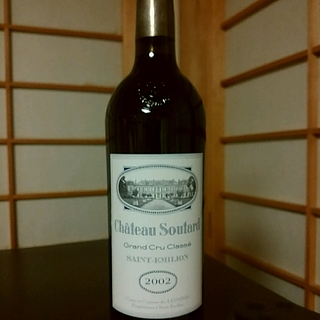 Château Soutard
Grand Cru Classé
SAINT-EMILION
2002